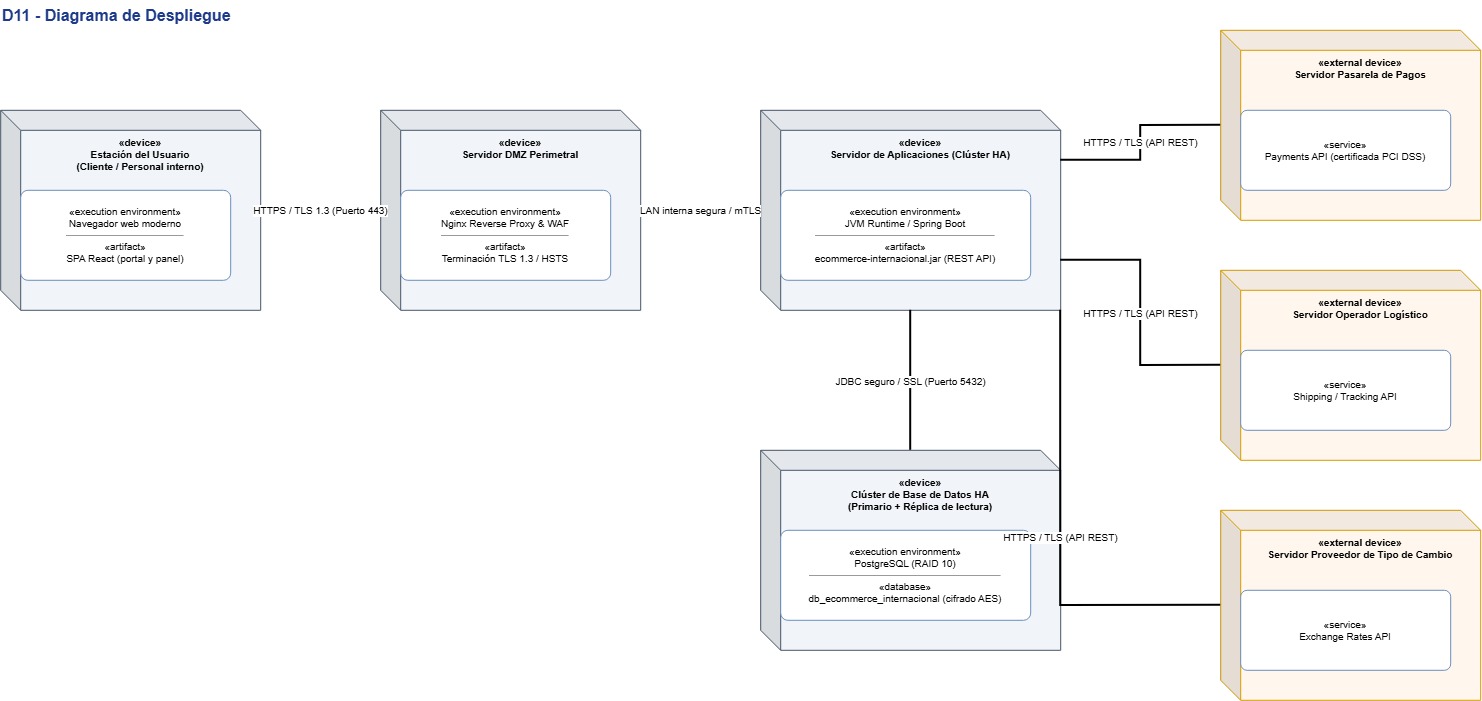 D11 - Diagrama de Despliegue
«device»
Estación del Usuario
(Cliente / Personal interno)
«execution environment»
Navegador web moderno
«artifact»
SPA React (portal y panel)
HTTPS / TLS 1.3 (Puerto 443)
«device»
Servidor DMZ Perimetral
«execution environment»
Nginx Reverse Proxy & WAF
«artifact»
Terminación TLS 1.3 / HSTS
LAN interna segura / mTLS
«device»
Servidor de Aplicaciones (Clúster HA)
«execution environment»
JVM Runtime / Spring Boot
«artifact»
ecommerce-internacional.jar (REST API)
JDBC seguro / SSL (Puerto 5432)
«device»
Clúster de Base de Datos HA
(Primario + Réplica de lectura)
«execution environment»
PostgreSQL (RAID 10)
«database»
db_ecommerce_internacional (cifrado AES)
HTTPS / TLS (API REST)
«external device»
Servidor Pasarela de Pagos
«service»
Payments API (certificada PCI DSS)
HTTPS / TLS (API REST)
«external device»
Servidor Operador Logístico
«service»
Shipping / Tracking API
HTTPS / TLS (API REST)
«external device»
Servidor Proveedor de Tipo de Cambio
«service»
Exchange Rates API